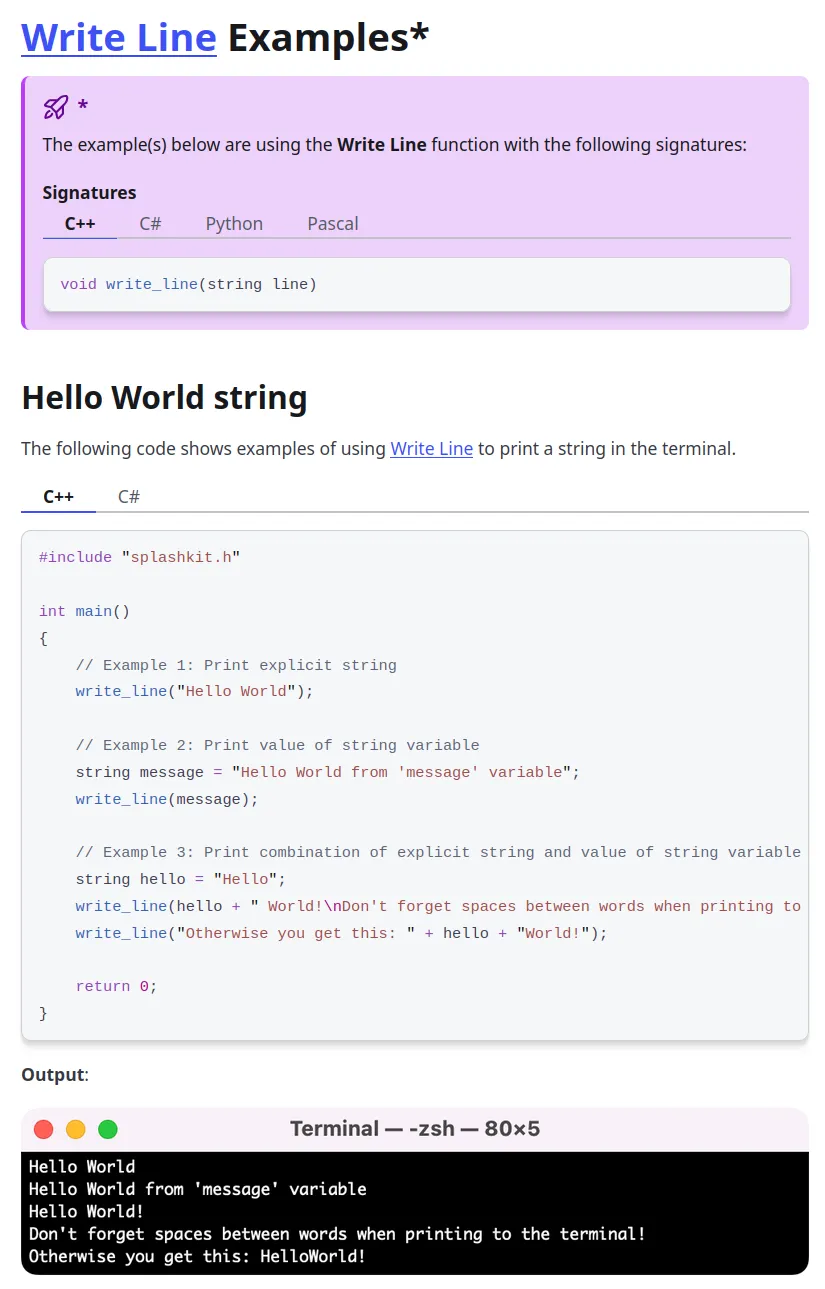 Write Line Examples*
*
The example(s) below are using the Write Line function with the following signatures:
Signatures
C++ C# Python Pascal
void write_line(string line)
Hello World string
The following code shows examples of using Write Line to print a string in the terminal.
C++ C#
#include "splashkit.h"
int main()
{
    // Example 1: Print explicit string
    write_line("Hello World");
    // Example 2: Print value of string variable
    string message = "Hello World from 'message' variable";
    write_line(message);
    // Example 3: Print combination of explicit string and value of string variable
    string hello = "Hello";
    write_line(hello + " World!\nDon't forget spaces between words when printing to
    write_line("Otherwise you get this: " + hello + "World!");
    return 0;
}
Output:
Terminal — -zsh — 80×5
Hello World
Hello World from 'message' variable
Hello World!
Don't forget spaces between words when printing to the terminal!
Otherwise you get this: HelloWorld!